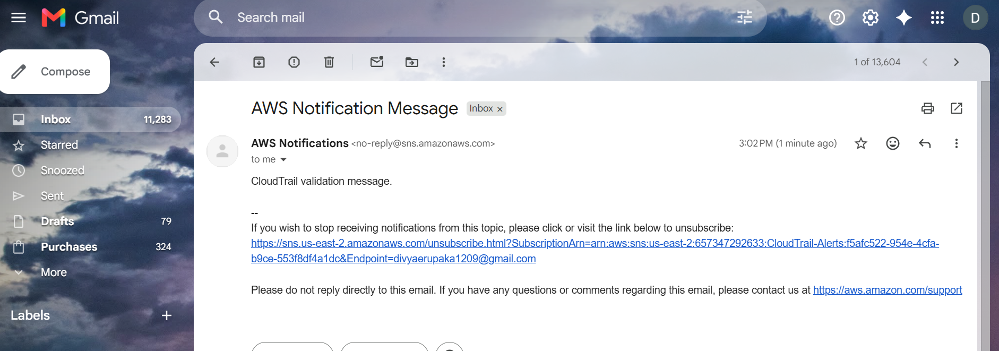 Gmail
Search mail
D
Compose
1 of 13,604
Inbox 11,283
Starred
Snoozed
Sent
Drafts 79
Purchases 324
More
Labels
AWS Notification Message Inbox x
AWS Notifications <no-reply@sns.amazonaws.com> 3:02 PM (1 minute ago)
to me
CloudTrail validation message.
--
If you wish to stop receiving notifications from this topic, please click or visit the link below to unsubscribe:
https://sns.us-east-2.amazonaws.com/unsubscribe.html?SubscriptionArn=arn:aws:sns:us-east-2:657347292633:CloudTrail-Alerts:f5afc522-954e-4cfa-
b9ce-553f8df4a1dc&Endpoint=divyaerupaka1209@gmail.com
Please do not reply directly to this email. If you have any questions or comments regarding this email, please contact us at https://aws.amazon.com/support